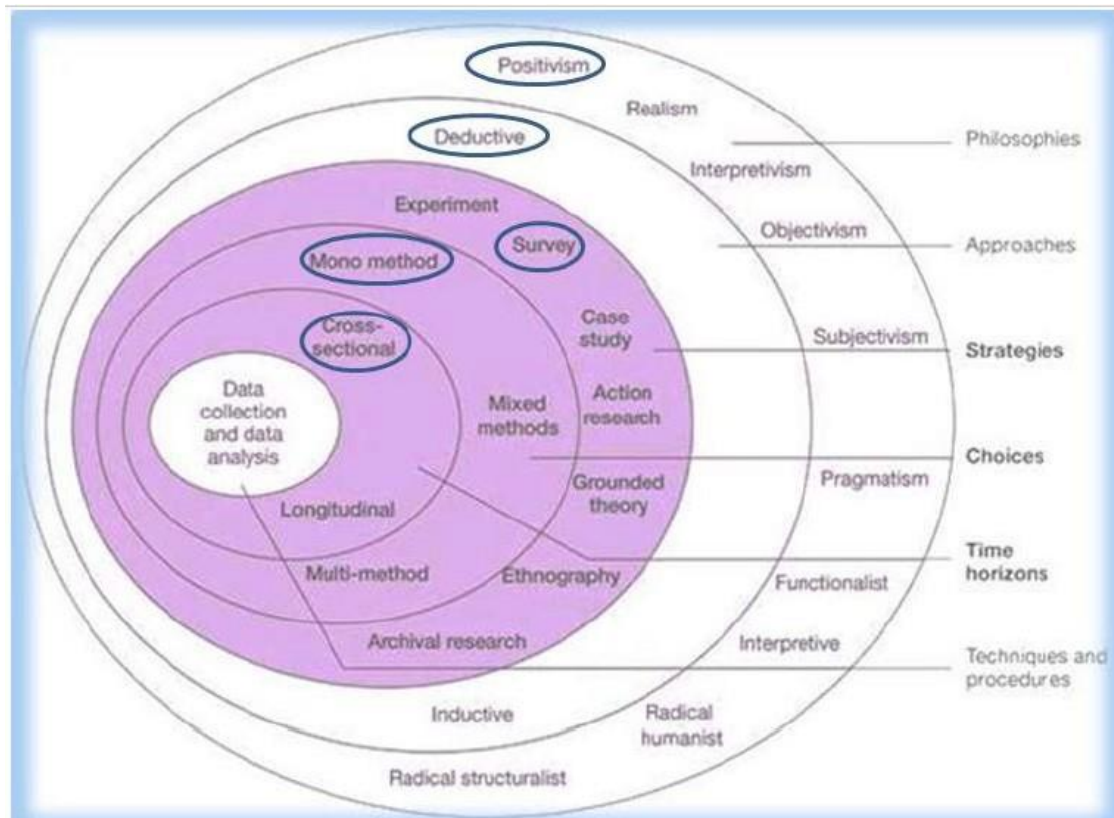 Positivism
Realism
Philosophies
Deductive
Interpretivism
Experiment
Objectivism
Approaches
Survey
Mono method
Case
study
Subjectivism
Strategies
Cross-
sectional
Data
collection
and data
analysis
Mixed
methods
Action
research
Choices
Pragmatism
Grounded
theory
Longitudinal
Time
horizons
Multi-method
Ethnography
Functionalist
Archival research
Interpretive
Techniques and
procedures
Inductive
Radical
humanist
Radical structuralist